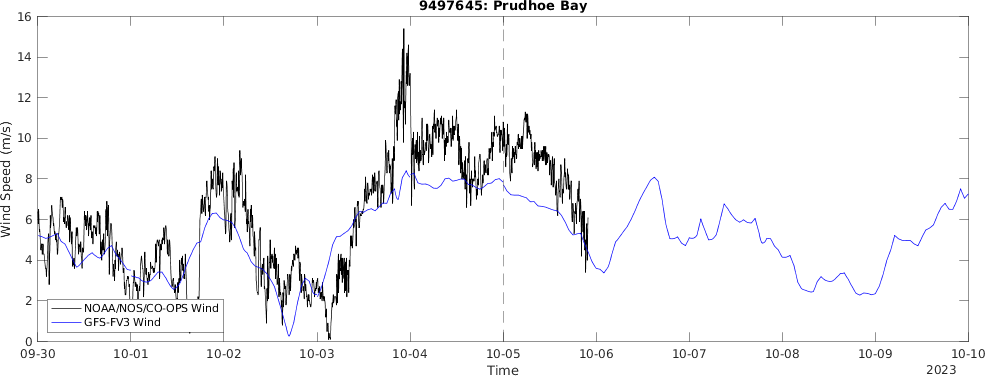 9497645: Prudhoe Bay
16
14
12
10
8
6
4
2
0
Wind Speed (m/s)
NOAA/NOS/CO-OPS Wind
GFS-FV3 Wind
09-30 10-01 10-02 10-03 10-04 10-05 10-06 10-07 10-08 10-09 10-10
Time
2023